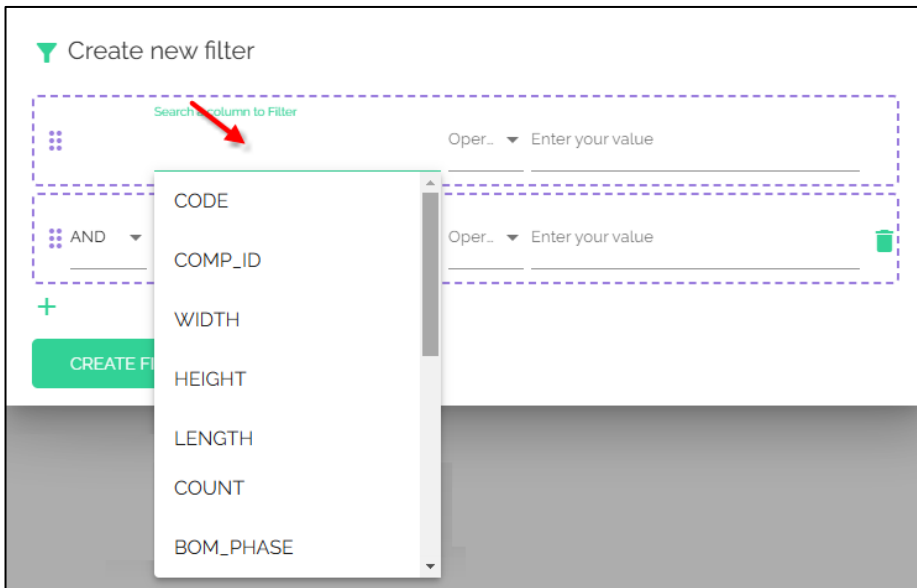 Create new filter
Search a column to Filter
Oper... Enter your value
CODE
AND Oper... Enter your value
COMP_ID
WIDTH
CREATE FI
HEIGHT
LENGTH
COUNT
BOM_PHASE